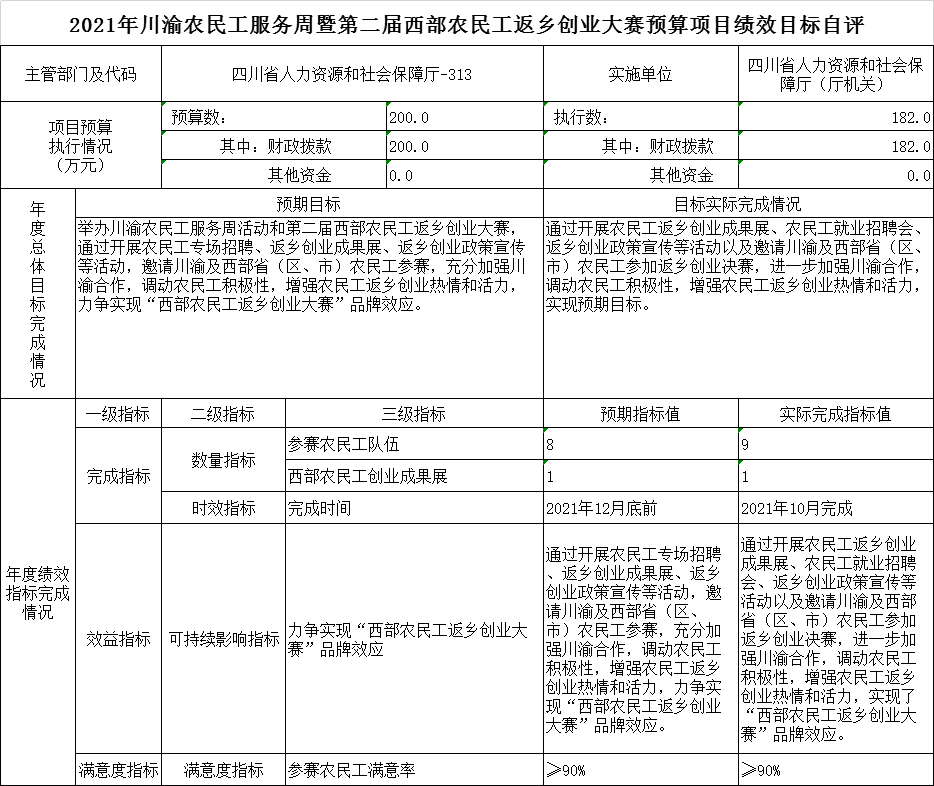 2021年川渝农民工服务周暨第二届西部农民工返乡创业大赛预算项目绩效目标自评
主管部门及代码
四川省人力资源和社会保障厅-313
实施单位
四川省人力资源和社会保
障厅（厅机关）
项目预算
执行情况
（万元）
预算数：
200.0
执行数：
182.0
其中：财政拨款
200.0
其中：财政拨款
182.0
其他资金
0.0
其他资金
0.0
年
度
总
体
目
标
完
成
情
况
预期目标
目标实际完成情况
举办川渝农民工服务周活动和第二届西部农民工返乡创业大赛，
通过开展农民工专场招聘、返乡创业成果展、返乡创业政策宣传
等活动，邀请川渝及西部省（区、市）农民工参赛，充分加强川
渝合作，调动农民工积极性，增强农民工返乡创业热情和活力，
力争实现“西部农民工返乡创业大赛”品牌效应。
通过开展农民工返乡创业成果展、农民工就业招聘会、
返乡创业政策宣传等活动以及邀请川渝及西部省（区、
市）农民工参加返乡创业决赛，进一步加强川渝合作，
调动农民工积极性，增强农民工返乡创业热情和活力，
实现预期目标。
年度绩效
指标完成
情况
一级指标
二级指标
三级指标
预期指标值
实际完成指标值
完成指标
数量指标
参赛农民工队伍
8
9
西部农民工创业成果展
1
1
时效指标
完成时间
2021年12月底前
2021年10月完成
效益指标
可持续影响指标
力争实现“西部农民工返乡创业大
赛”品牌效应
通过开展农民工专场招聘
、返乡创业成果展、返乡
创业政策宣传等活动，邀
请川渝及西部省（区、
市）农民工参赛，充分加
强川渝合作，调动农民工
积极性，增强农民工返乡
创业热情和活力，力争实
现“西部农民工返乡创业
大赛”品牌效应。
通过开展农民工返乡创业
成果展、农民工就业招聘
会、返乡创业政策宣传等
活动以及邀请川渝及西部
省（区、市）农民工参加
返乡创业决赛，进一步加
强川渝合作，调动农民工
积极性，增强农民工返乡
创业热情和活力，实现了
“西部农民工返乡创业大
赛”品牌效应。
满意度指标
满意度指标
参赛农民工满意率
≥90%
≥90%